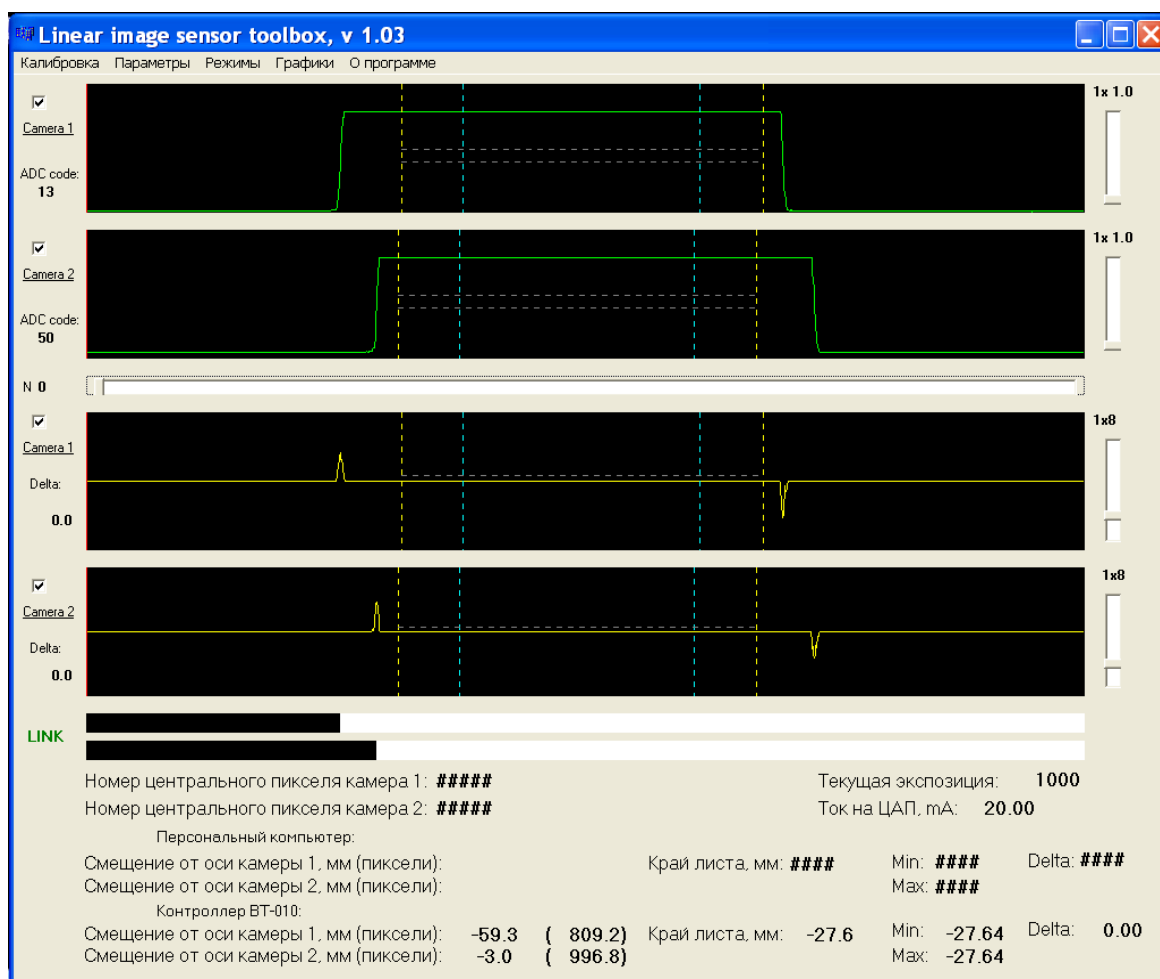 Linear image sensor toolbox, v 1.03
Калибровка Параметры Режимы Графики О программе
1x 1.0
Camera 1
ADC code:
13
1x 1.0
Camera 2
ADC code:
50
N 0
1x8
Camera 1
Delta:
0.0
1x8
Camera 2
Delta:
0.0
LINK
Номер центрального пикселя камера 1: ##### Текущая экспозиция: 1000
Номер центрального пикселя камера 2: ##### Ток на ЦАП, mA: 20.00
Персональный компьютер:
Смещение от оси камеры 1, мм (пиксели): Край листа, мм: #### Min: #### Delta: ####
Смещение от оси камеры 2, мм (пиксели): Max: ####
Контроллер ВТ-010:
Смещение от оси камеры 1, мм (пиксели): -59.3 ( 809.2) Край листа, мм: -27.6 Min: -27.64 Delta: 0.00
Смещение от оси камеры 2, мм (пиксели): -3.0 ( 996.8) Max: -27.64